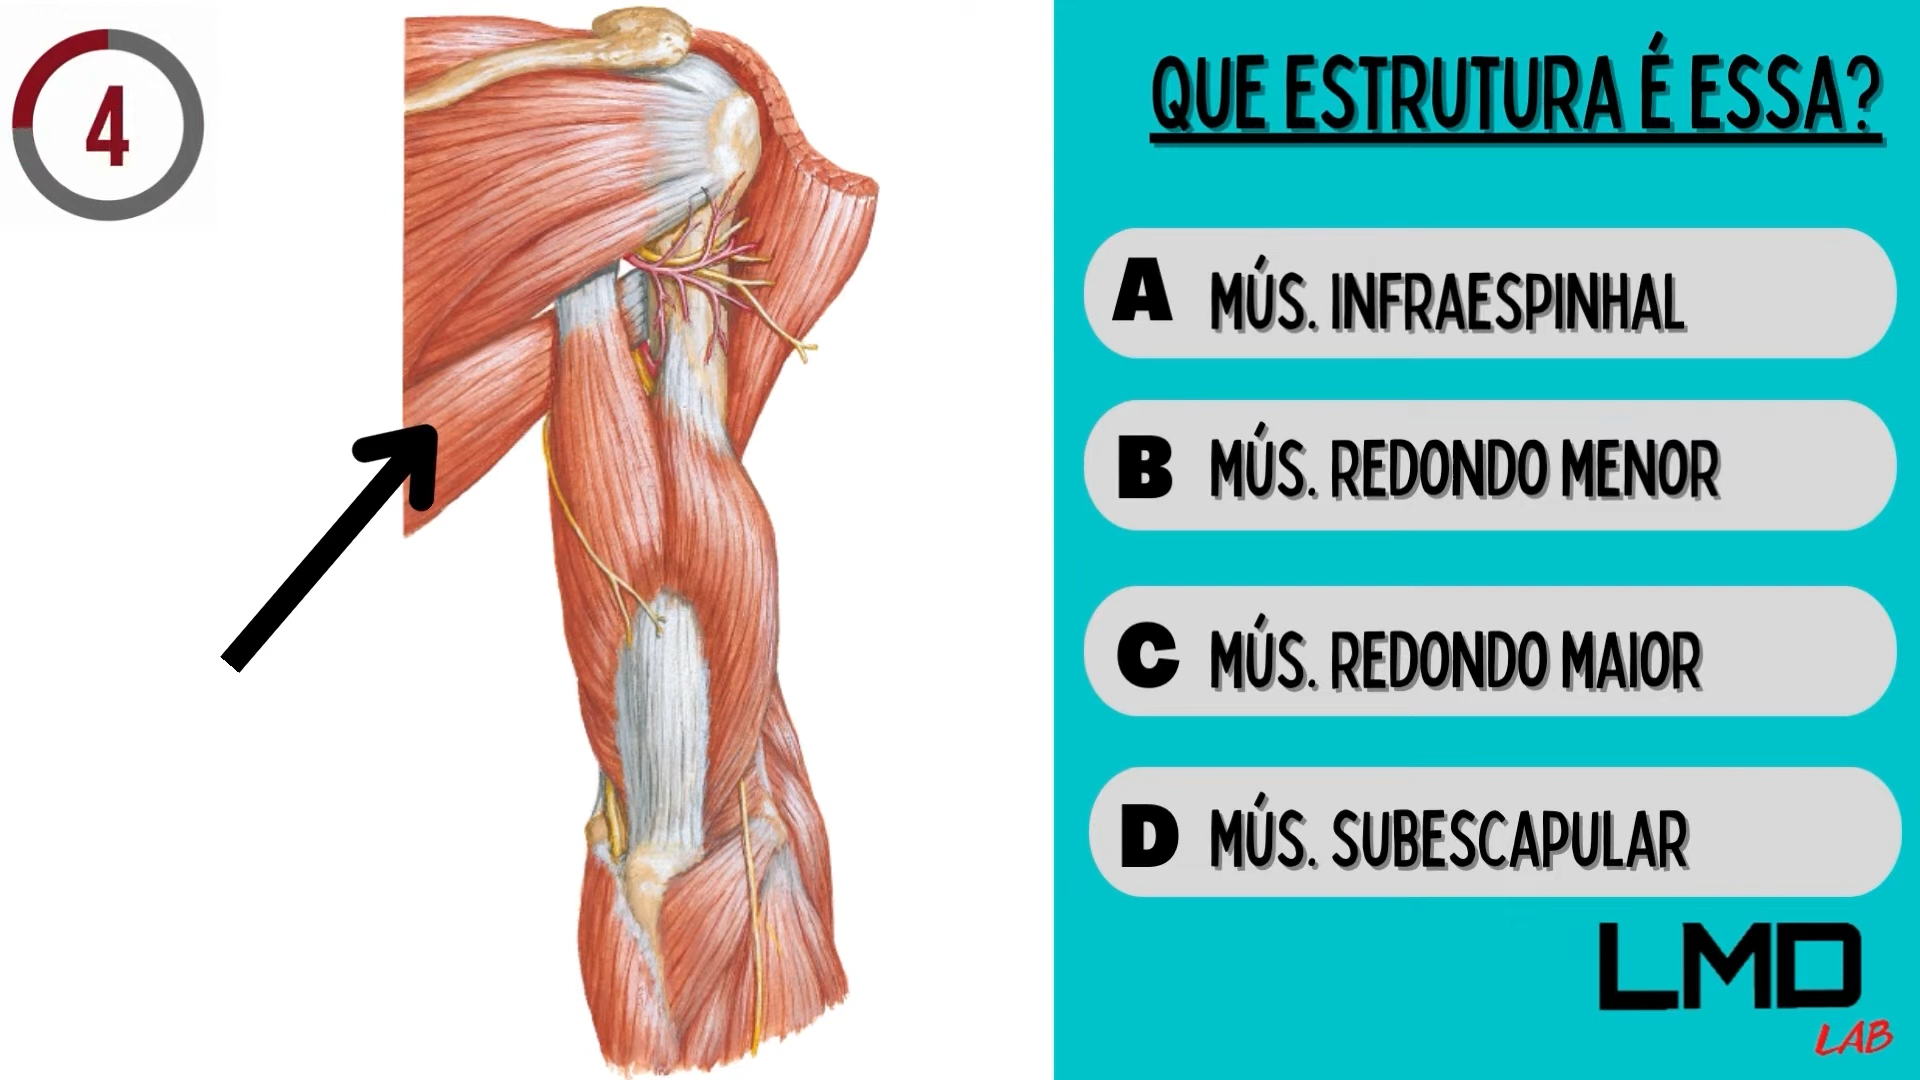 4
QUE ESTRUTURA É ESSA?
A MÚS. INFRAESPINHAL
B MÚS. REDONDO MENOR
C MÚS. REDONDO MAIOR
D MÚS. SUBESCAPULAR
LMD
LAB